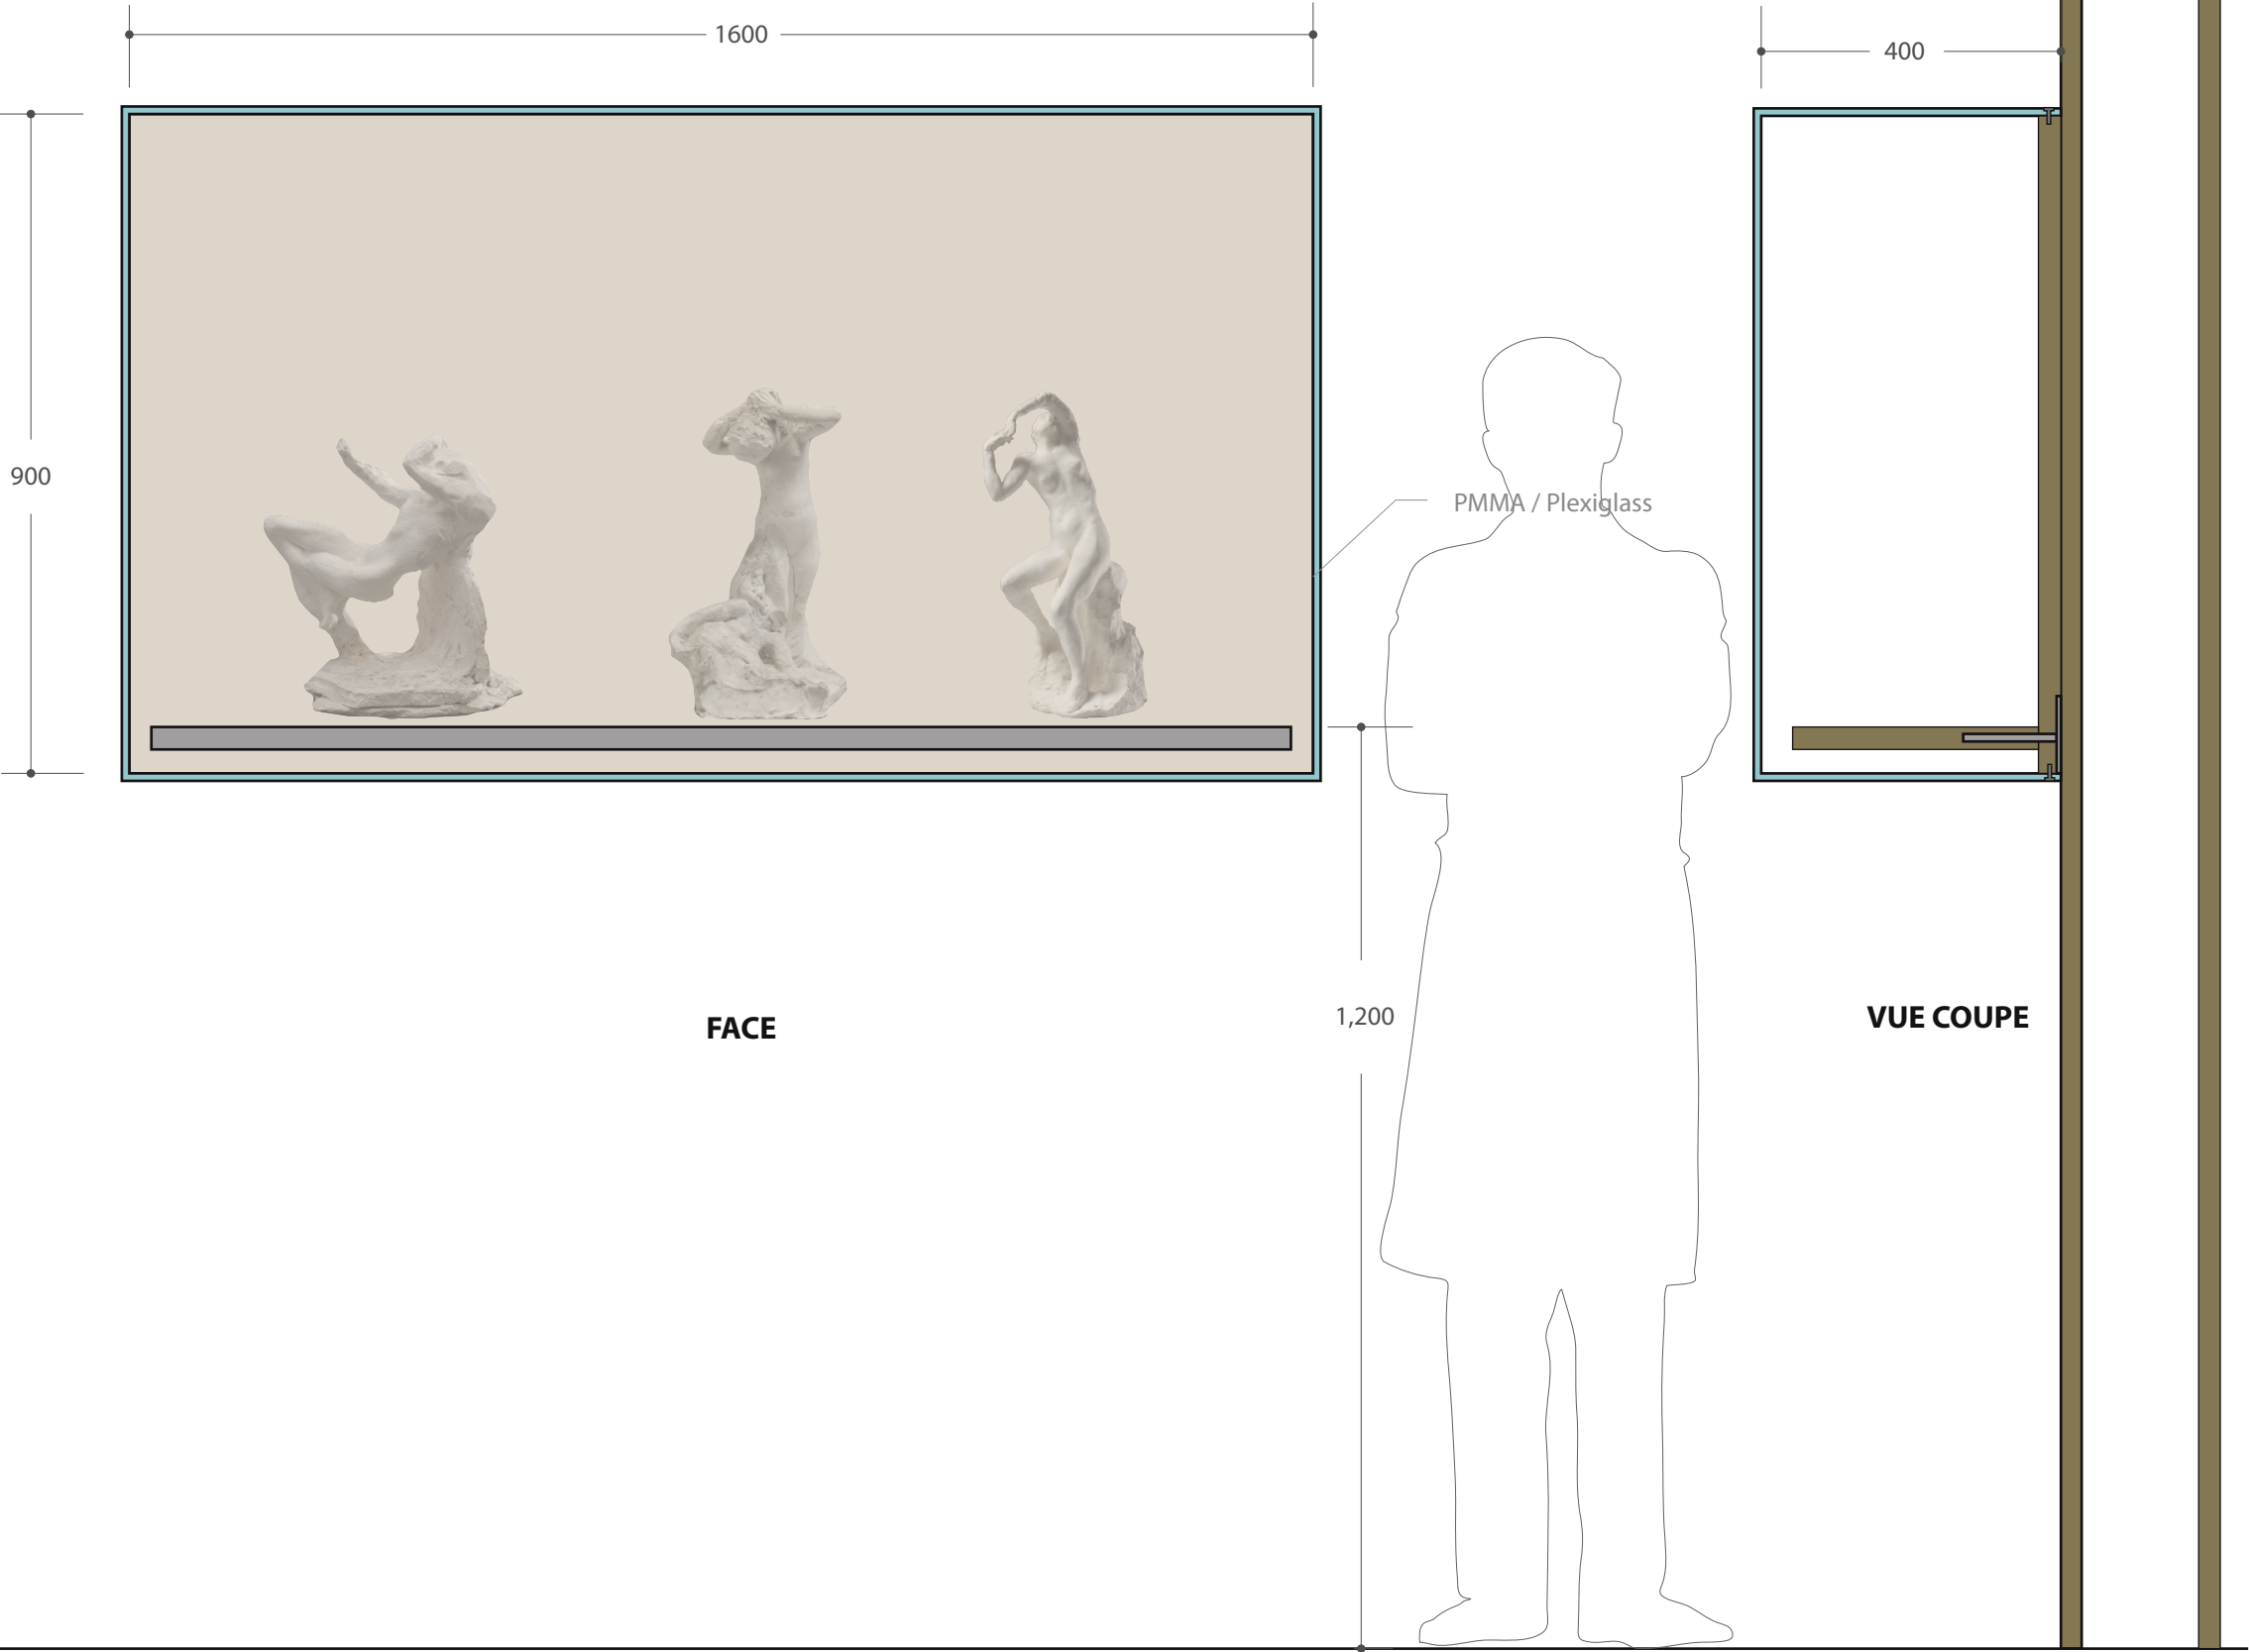 1600
400
900
PMMA / Plexiglass
1,200
FACE
VUE COUPE